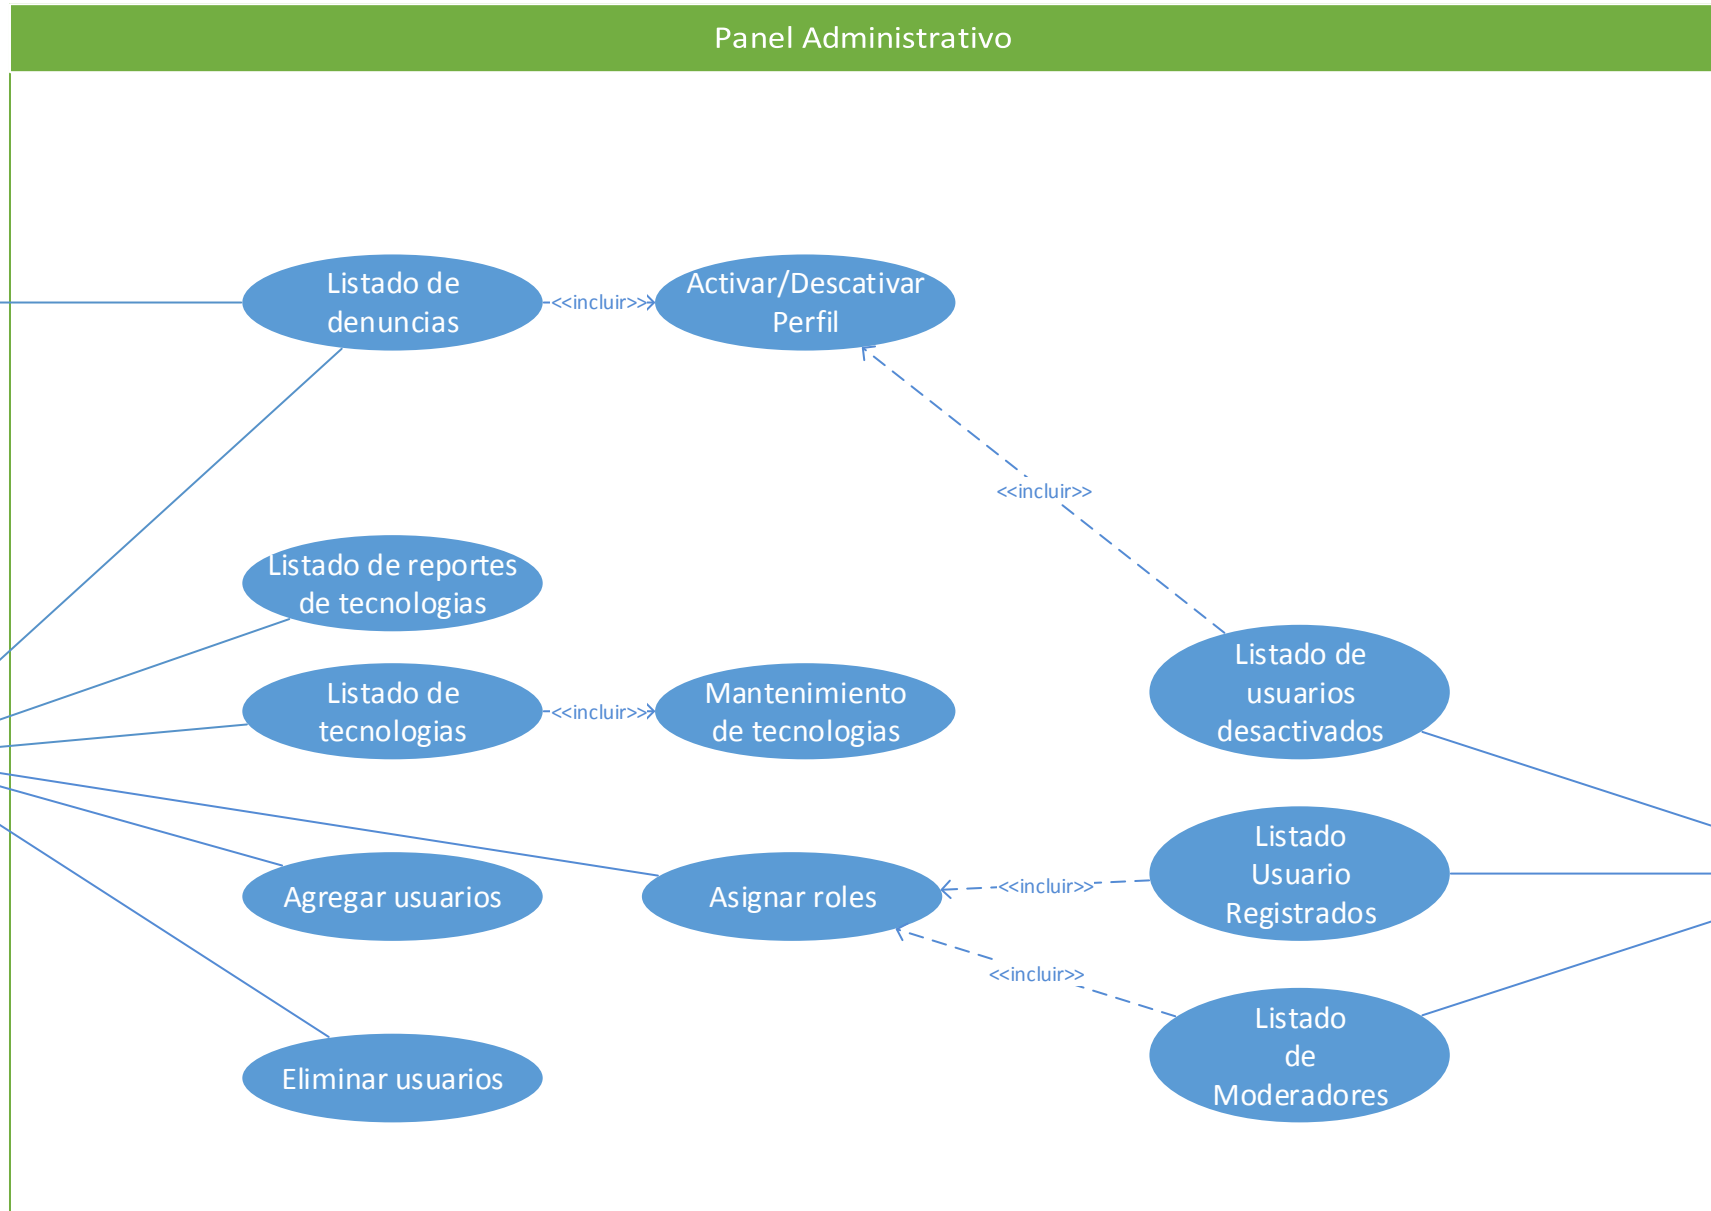 Panel Administrativo
Listado de
denuncias
<<incluir>>
Activar/Descativar
Perfil
<<incluir>>
Listado de reportes
de tecnologias
Listado de
tecnologias
<<incluir>>
Mantenimiento
de tecnologias
Listado de
usuarios
desactivados
Agregar usuarios
Asignar roles
<<incluir>>
Listado
Usuario
Registrados
<<incluir>>
Eliminar usuarios
Listado
de
Moderadores